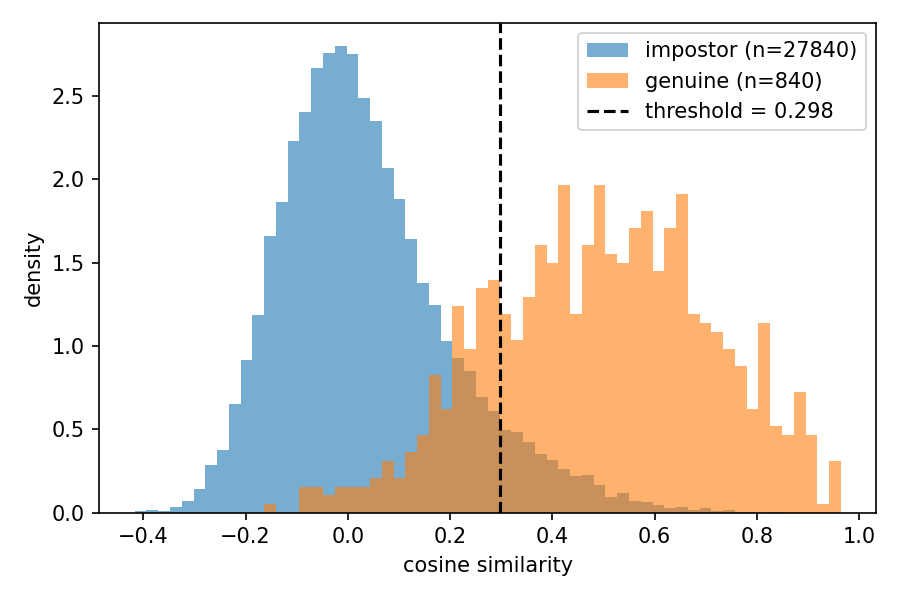 impostor (n=27840)
genuine (n=840)
threshold = 0.298
density
2.5
2.0
1.5
1.0
0.5
0.0
−0.4 −0.2 0.0 0.2 0.4 0.6 0.8 1.0
cosine similarity